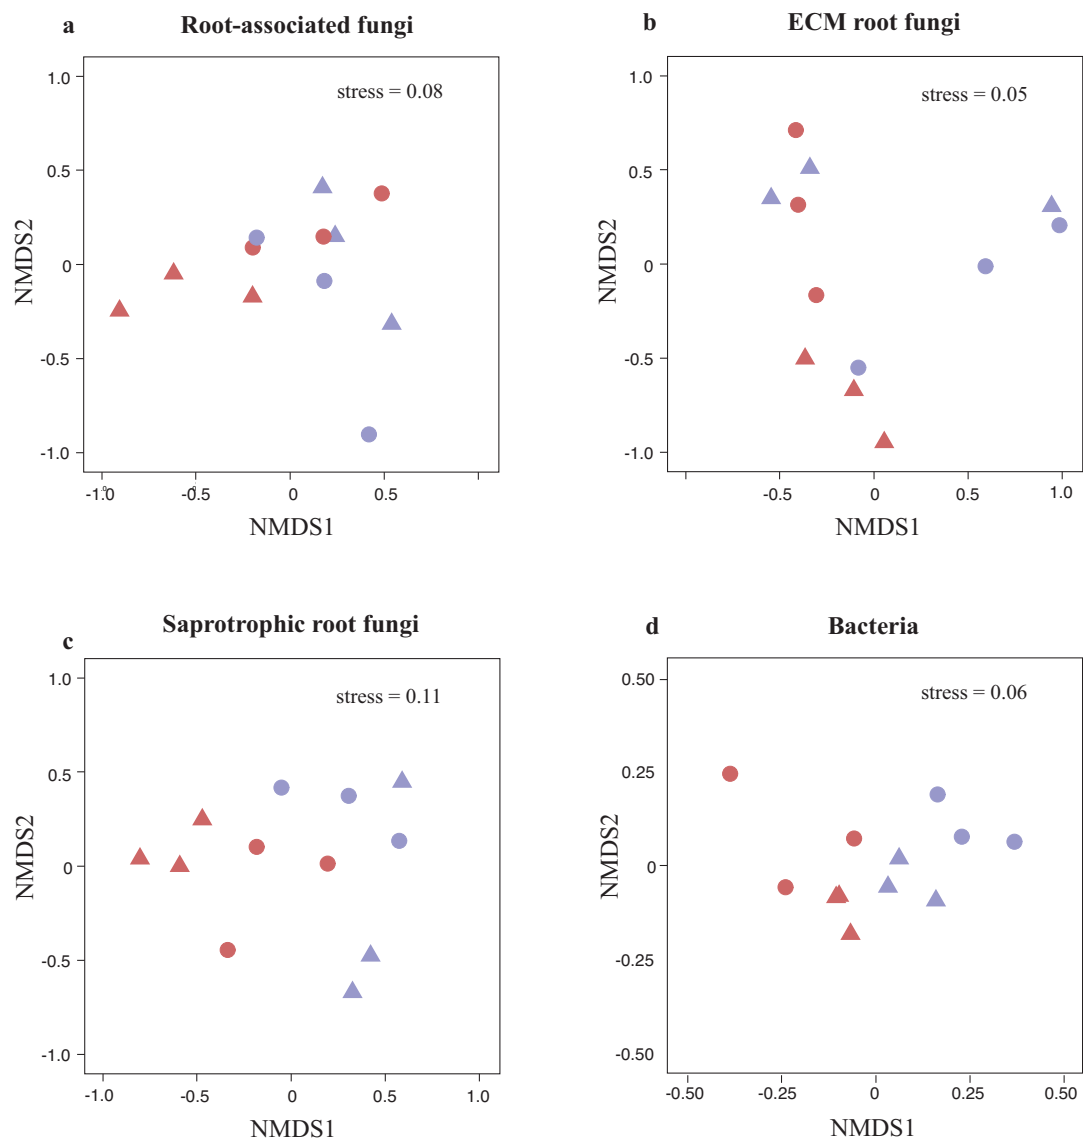 a
Root-associated fungi
stress = 0.08
1.0
0.5
0
-0.5
-1.0
NMDS2
-1.0
-0.5
0
0.5
NMDS1
b
ECM root fungi
stress = 0.05
1.0
0.5
0
-0.5
-1.0
NMDS2
-0.5
0
0.5
1.0
NMDS1
c
Saprotrophic root fungi
stress = 0.11
1.0
0.5
0
-0.5
-1.0
NMDS2
-1.0
-0.5
0
0.5
1.0
NMDS1
d
Bacteria
stress = 0.06
0.50
0.25
0
-0.25
-0.50
NMDS2
-0.50
-0.25
0
0.25
0.50
NMDS1